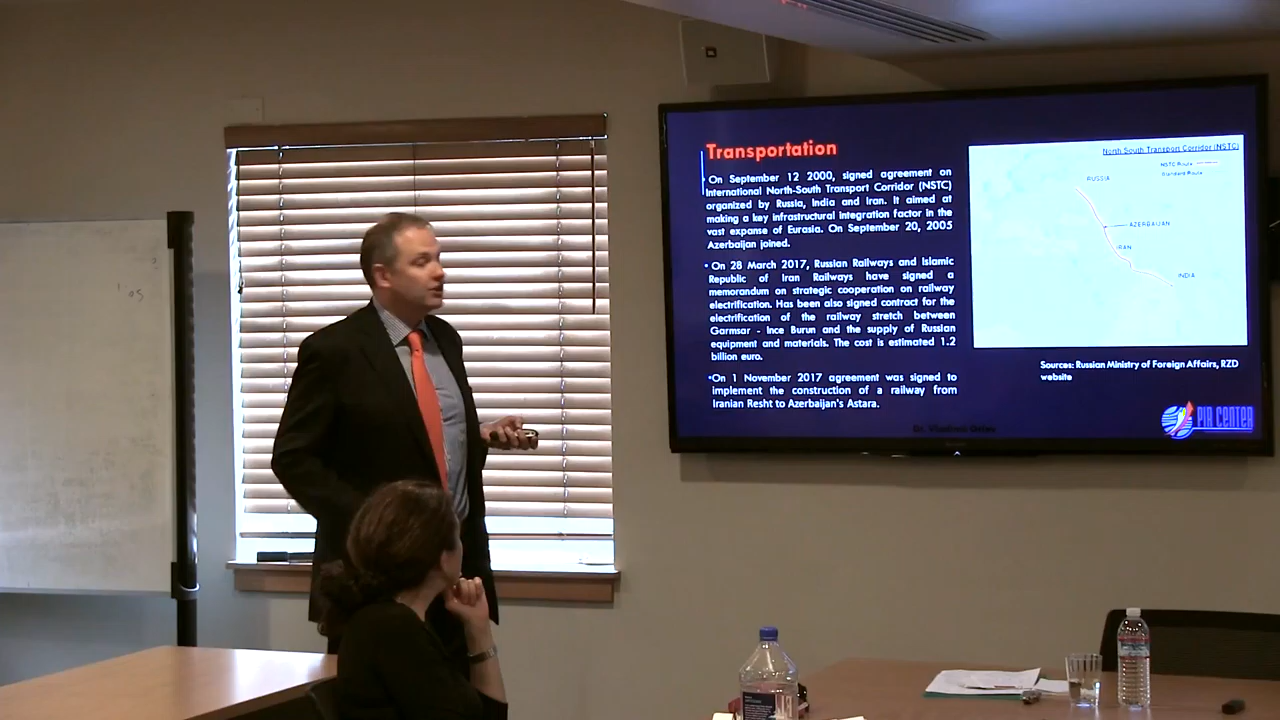 Transportation
• On September 12 2000, signed agreement on
International North-South Transport Corridor (NSTC)
organized by Russia, India and Iran. It aimed at
making a key infrastructural integration factor in the
vast expanse of Eurasia. On September 20, 2005
Azerbaijan joined.
• On 28 March 2017, Russian Railways and Islamic
Republic of Iran Railways have signed a
memorandum on strategic cooperation on railway
electrification. Has been also signed contract for the
electrification of the railway stretch between
Garmsar - Ince Burun and the supply of Russian
equipment and materials. The cost is estimated 1.2
billion euro.
•On 1 November 2017 agreement was signed to
implement the construction of a railway from
Iranian Resht to Azerbaijan's Astara.
North South Transport Corridor (NSTC)
NSTC Route
Standard Route
RUSSIA
AZERBAIJAN
IRAN
INDIA
Sources: Russian Ministry of Foreign Affairs, RZD
website
PIR CENTER
Dr. Vladimir